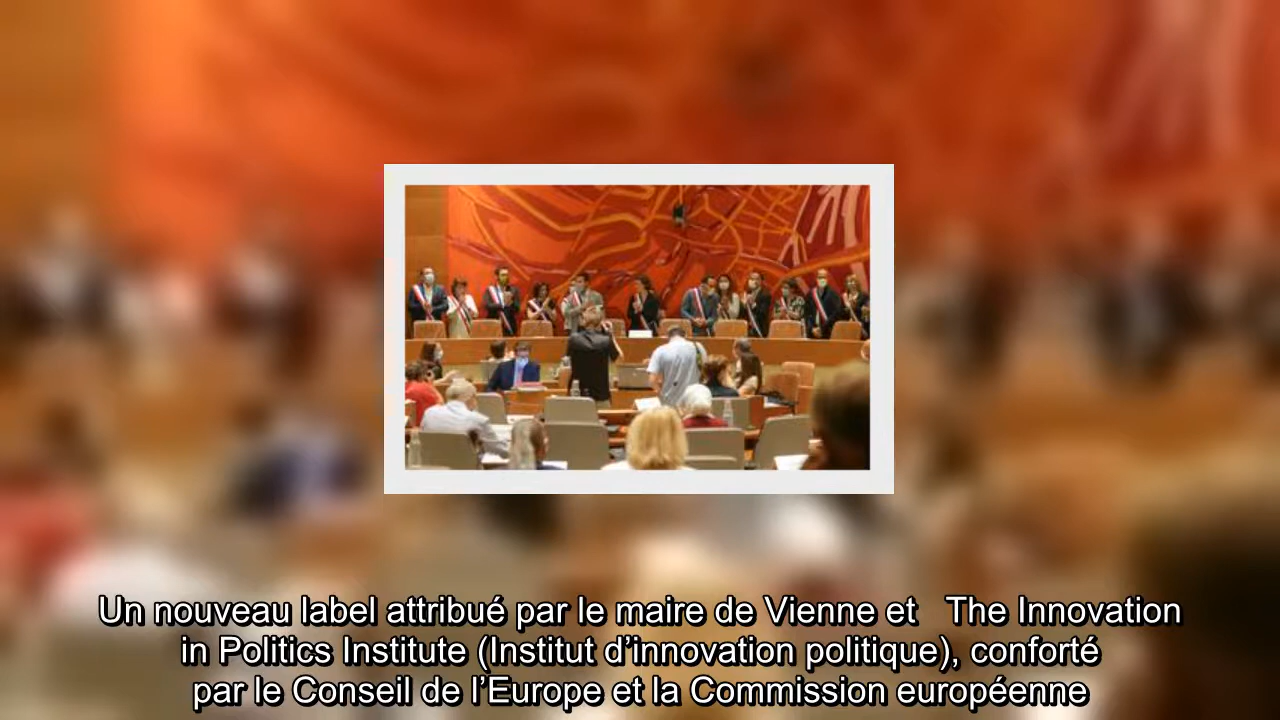 Un nouveau label attribué par le maire de Vienne et   The Innovation
in Politics Institute (Institut d’innovation politique), conforté
par le Conseil de l’Europe et la Commission européenne